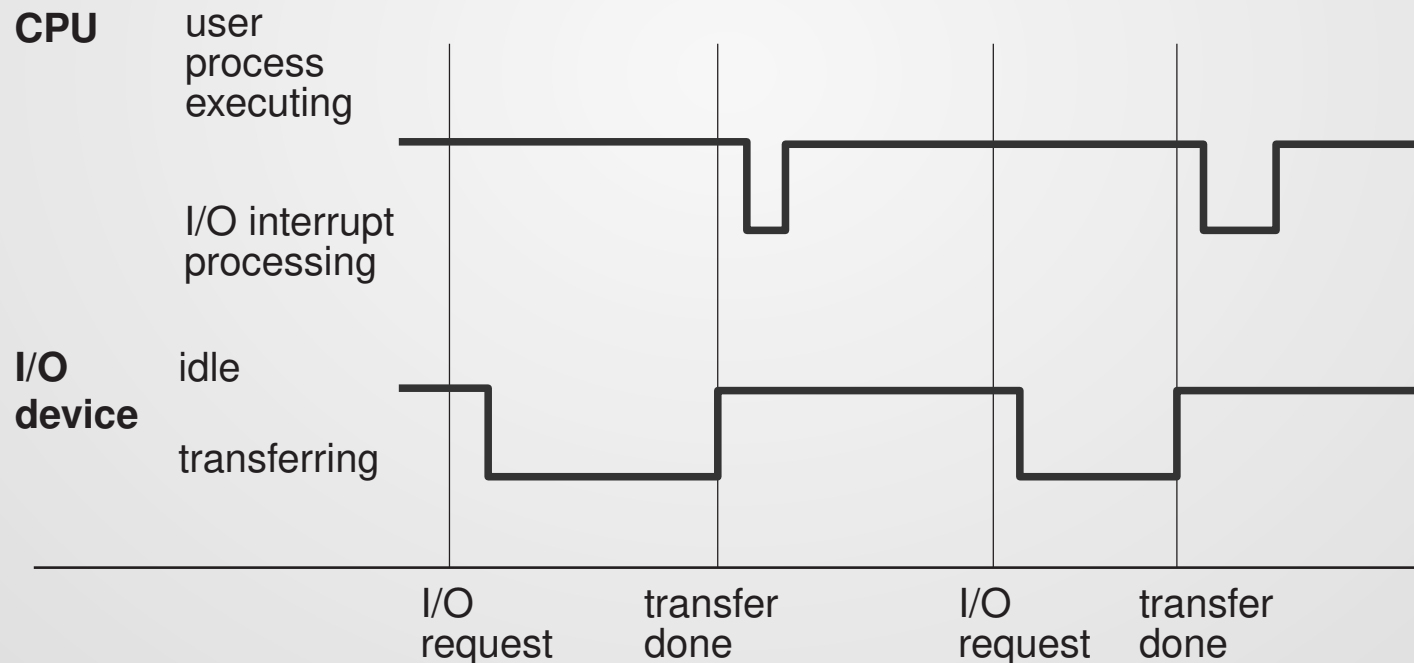 CPU
user
process
executing
I/O interrupt
processing
I/O
device
idle
transferring
I/O
request
transfer
done
I/O
request
transfer
done